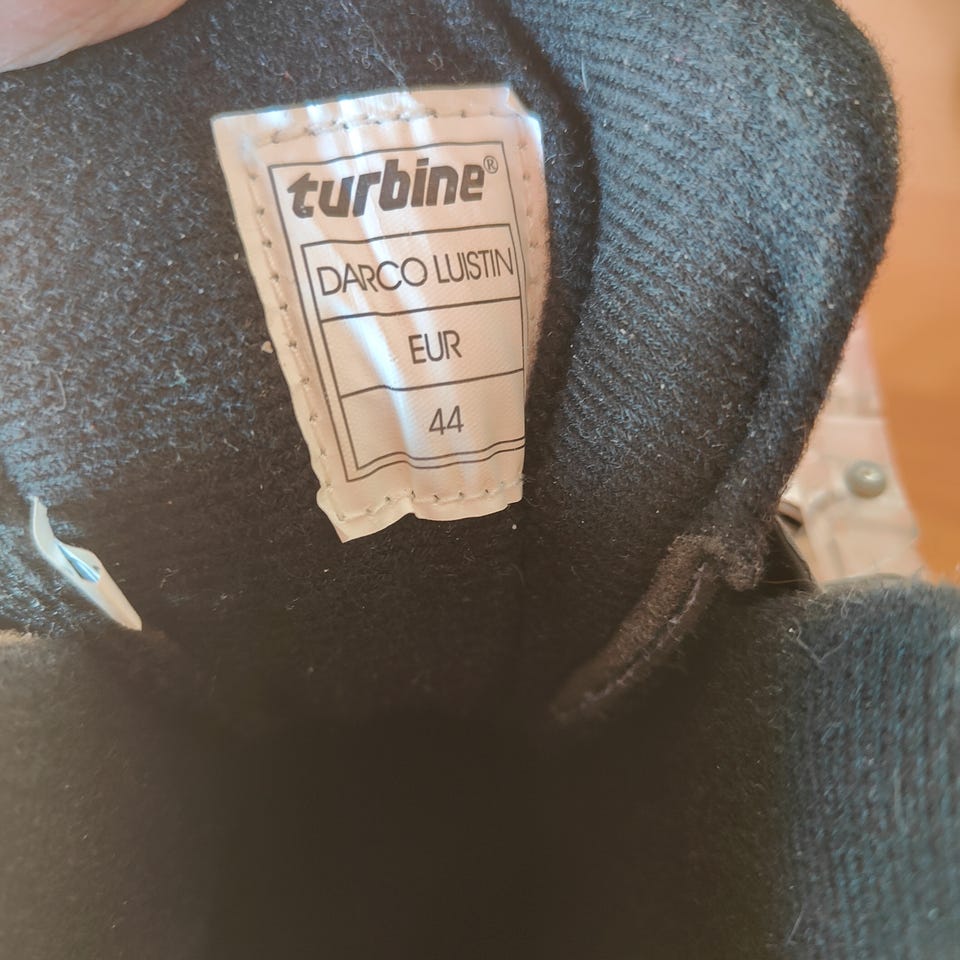 turbine®
DARCO LUISTIN
EUR
44